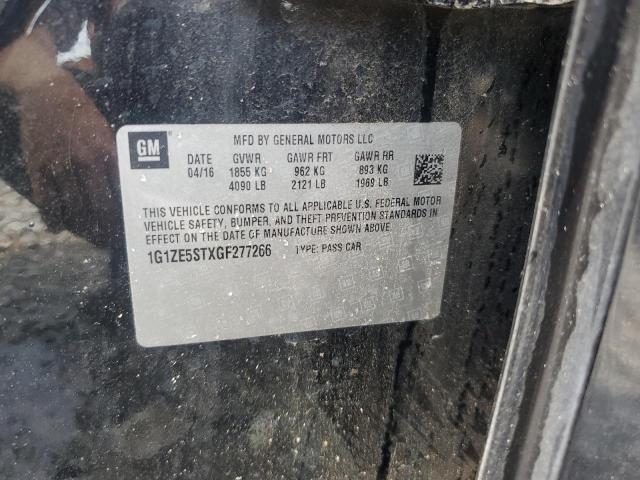 GM
MFD BY GENERAL MOTORS LLC
DATE GVWR GAWR FRT GAWR RR
04/16 1855 KG 962 KG 893 KG
4090 LB 2121 LB 1969 LB
THIS VEHICLE CONFORMS TO ALL APPLICABLE U.S. FEDERAL MOTOR
VEHICLE SAFETY, BUMPER, AND THEFT PREVENTION STANDARDS IN
EFFECT ON THE DATE OF MANUFACTURE SHOWN ABOVE.
1G1ZE5STXGF277266 TYPE: PASS CAR